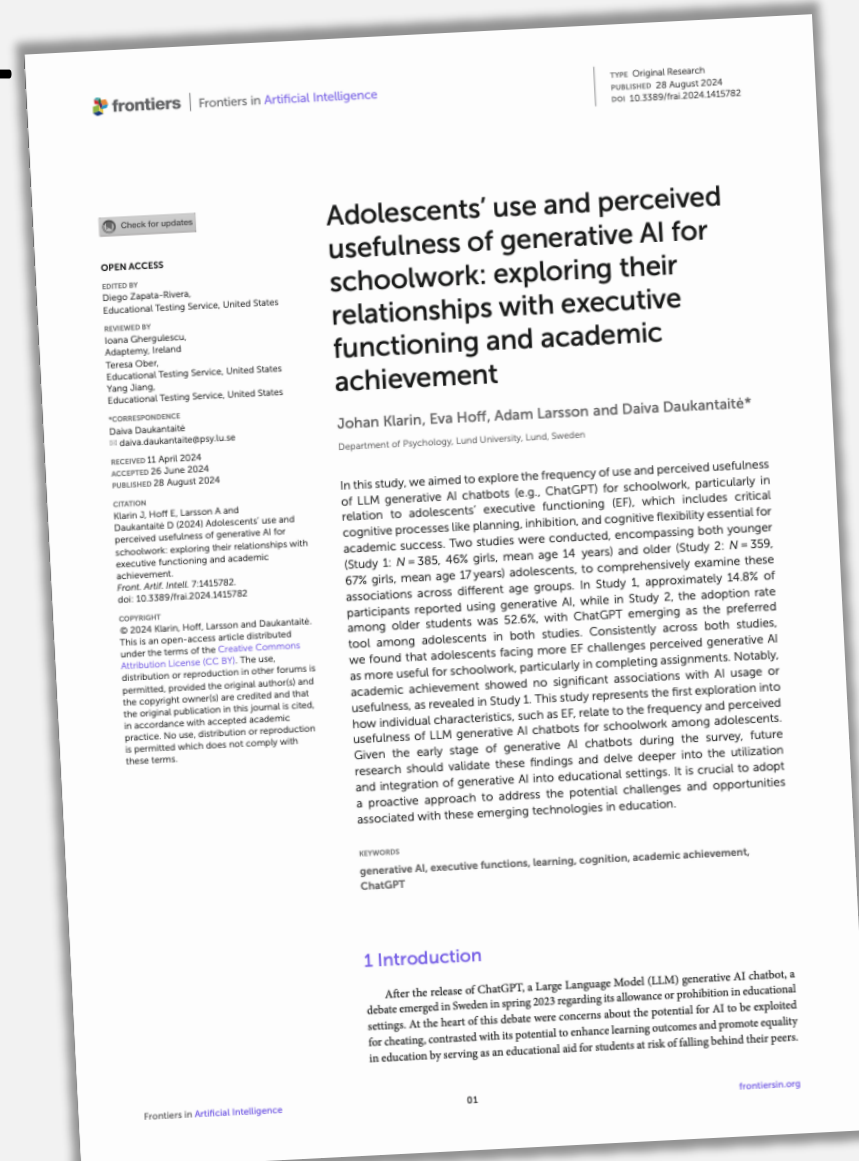 frontiers | Frontiers in Artificial Intelligence
TYPE Original Research
PUBLISHED 28 August 2024
DOI 10.3389/frai.2024.1415782
Check for updates
OPEN ACCESS
EDITED BY
Diego Zapata-Rivera,
Educational Testing Service, United States
REVIEWED BY
Ioana Ghergulescu,
Adaptemy, Ireland
Teresa Ober,
Educational Testing Service, United States
Yang Jiang,
Educational Testing Service, United States
*CORRESPONDENCE
Daiva Daukantaitė
✉ daiva.daukantaite@psy.lu.se
RECEIVED 11 April 2024
ACCEPTED 26 June 2024
PUBLISHED 28 August 2024
CITATION
Klarin J, Hoff E, Larsson A and
Daukantaitė D (2024) Adolescents' use and
perceived usefulness of generative AI for
schoolwork: exploring their relationships with
executive functioning and academic
achievement.
Front. Artif. Intell. 7:1415782.
doi: 10.3389/frai.2024.1415782
COPYRIGHT
© 2024 Klarin, Hoff, Larsson and Daukantaitė.
This is an open-access article distributed
under the terms of the Creative Commons
Attribution License (CC BY). The use,
distribution or reproduction in other forums is
permitted, provided the original author(s) and
the copyright owner(s) are credited and that
the original publication in this journal is cited,
in accordance with accepted academic
practice. No use, distribution or reproduction
is permitted which does not comply with
these terms.
Adolescents' use and perceived
usefulness of generative AI for
schoolwork: exploring their
relationships with executive
functioning and academic
achievement
Johan Klarin, Eva Hoff, Adam Larsson and Daiva Daukantaitė*
Department of Psychology, Lund University, Lund, Sweden
In this study, we aimed to explore the frequency of use and perceived usefulness
of LLM generative AI chatbots (e.g., ChatGPT) for schoolwork, particularly in
relation to adolescents' executive functioning (EF), which includes critical
cognitive processes like planning, inhibition, and cognitive flexibility essential for
academic success. Two studies were conducted, encompassing both younger
(Study 1: N = 385, 46% girls, mean age 14 years) and older (Study 2: N = 359,
67% girls, mean age 17 years) adolescents, to comprehensively examine these
associations across different age groups. In Study 1, approximately 14.8% of
participants reported using generative AI, while in Study 2, the adoption rate
among older students was 52.6%, with ChatGPT emerging as the preferred
tool among adolescents in both studies. Consistently across both studies,
we found that adolescents facing more EF challenges perceived generative AI
as more useful for schoolwork, particularly in completing assignments. Notably,
academic achievement showed no significant associations with AI usage or
usefulness, as revealed in Study 1. This study represents the first exploration into
how individual characteristics, such as EF, relate to the frequency and perceived
usefulness of LLM generative AI chatbots for schoolwork among adolescents.
Given the early stage of generative AI chatbots during the survey, future
research should validate these findings and delve deeper into the utilization
and integration of generative AI into educational settings. It is crucial to adopt
a proactive approach to address the potential challenges and opportunities
associated with these emerging technologies in education.
KEYWORDS
generative AI, executive functions, learning, cognition, academic achievement,
ChatGPT
1 Introduction
After the release of ChatGPT, a Large Language Model (LLM) generative AI chatbot, a
debate emerged in Sweden in spring 2023 regarding its allowance or prohibition in educational
settings. At the heart of this debate were concerns about the potential for AI to be exploited
for cheating, contrasted with its potential to enhance learning outcomes and promote equality
in education by serving as an educational aid for students at risk of falling behind their peers.
Frontiers in Artificial Intelligence
01
frontiersin.org